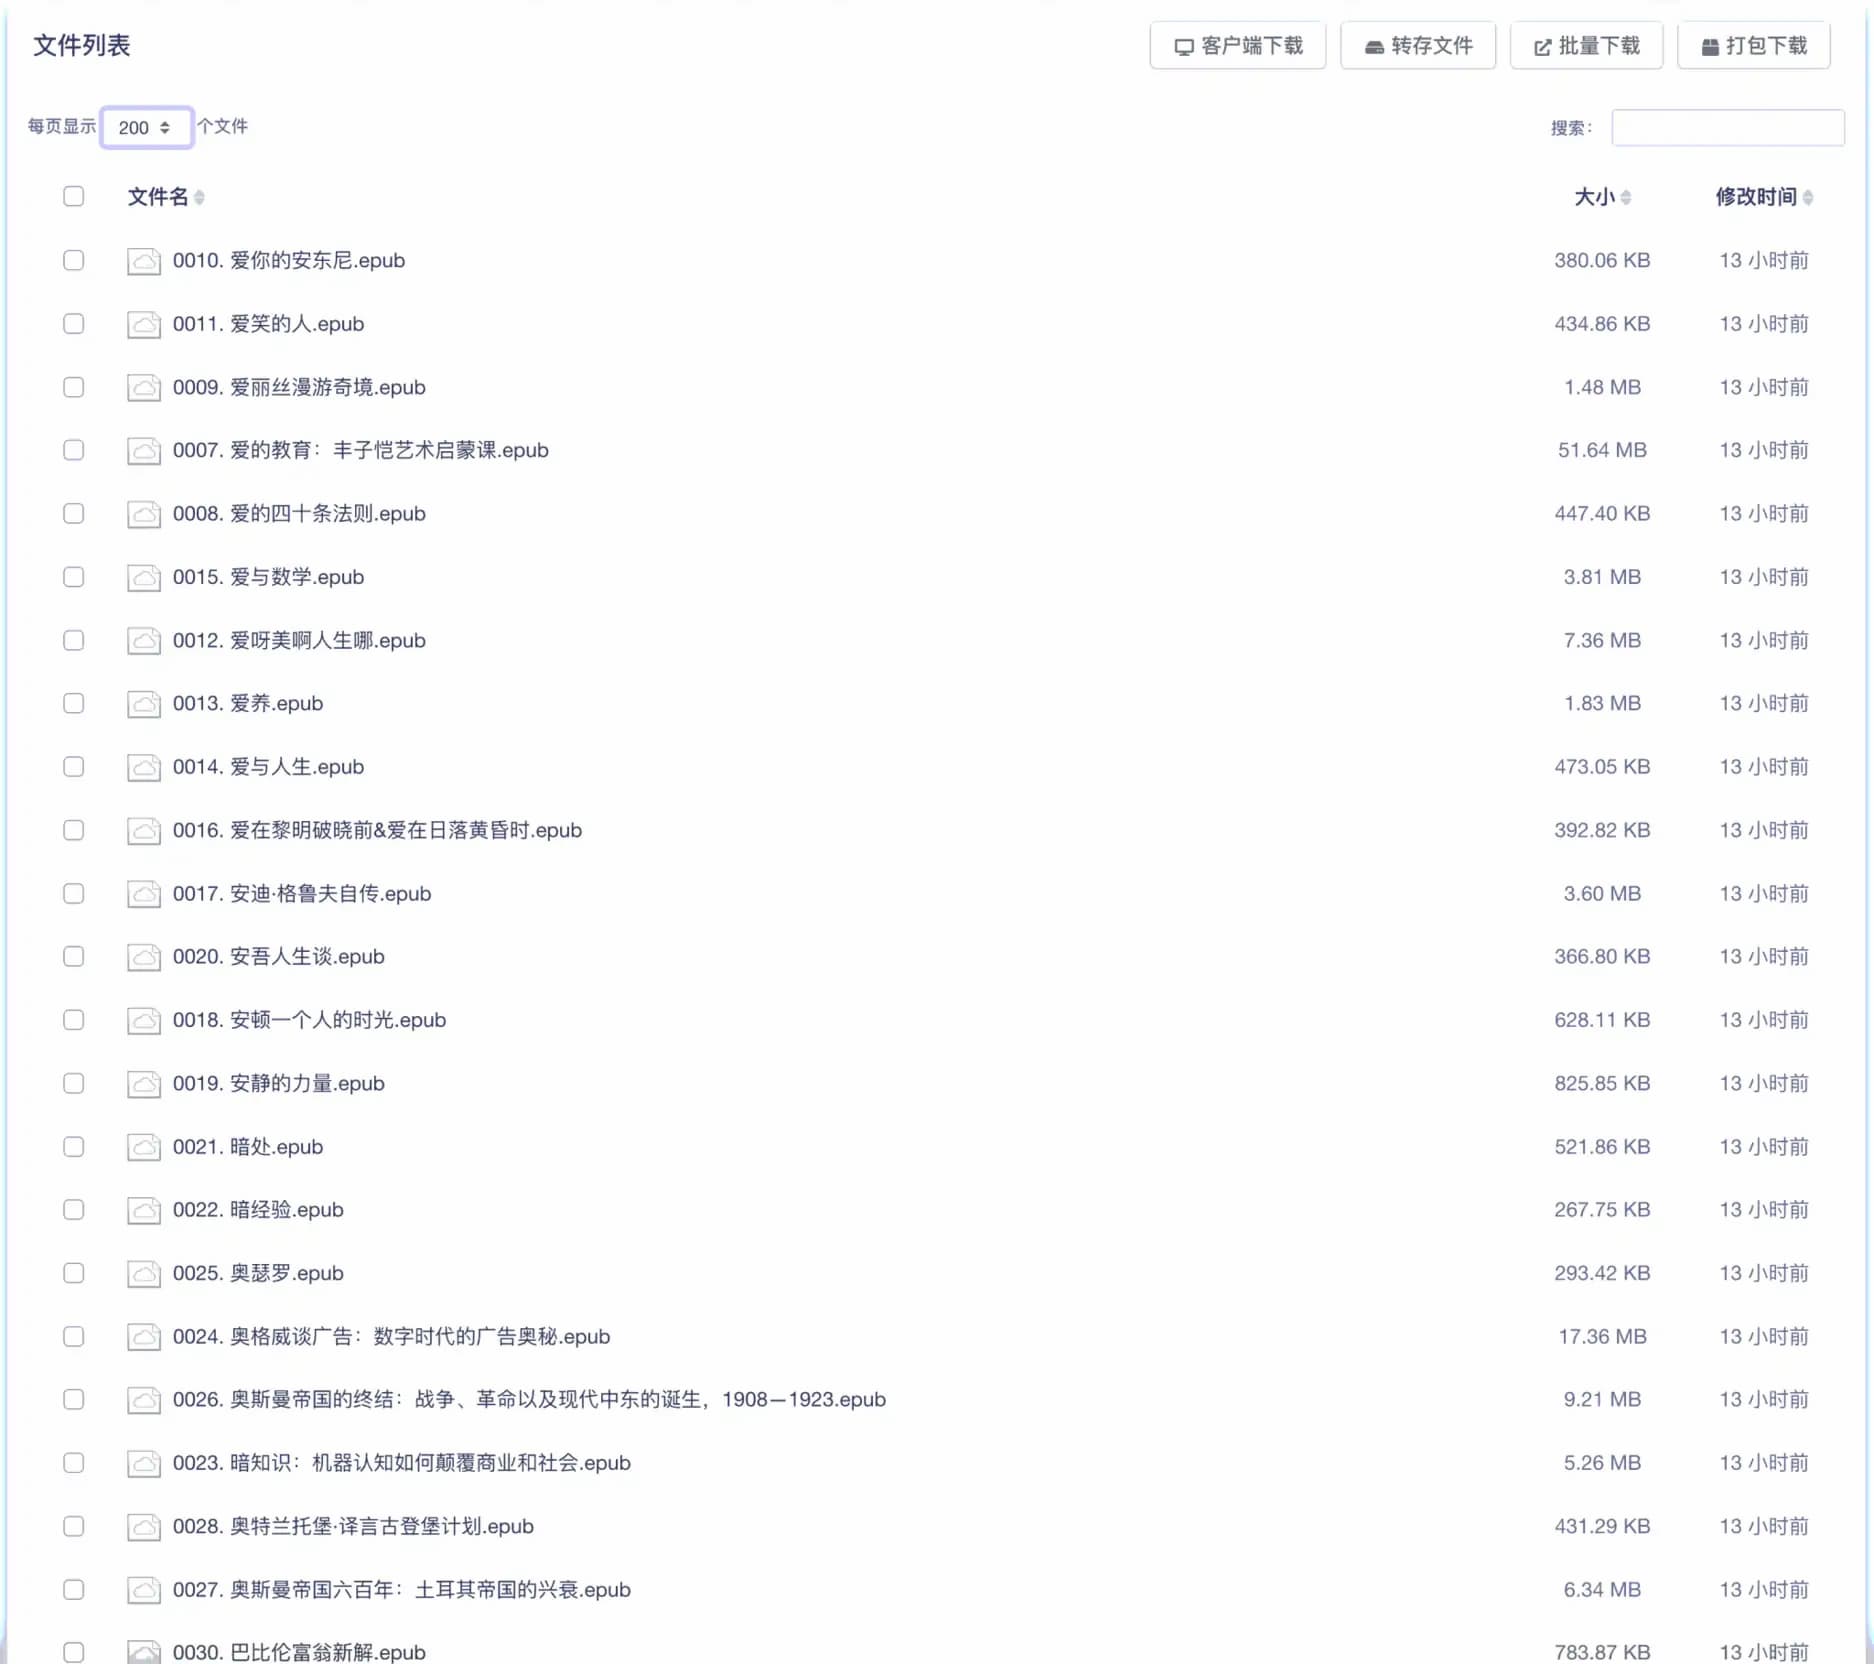 文件列表 客户端下载 转存文件 批量下载 打包下载
每页显示 200 个文件 搜索：
文件名 大小 修改时间
0010. 爱你的安东尼.epub 380.06 KB 13 小时前
0011. 爱笑的人.epub 434.86 KB 13 小时前
0009. 爱丽丝漫游奇境.epub 1.48 MB 13 小时前
0007. 爱的教育：丰子恺艺术启蒙课.epub 51.64 MB 13 小时前
0008. 爱的四十条法则.epub 447.40 KB 13 小时前
0015. 爱与数学.epub 3.81 MB 13 小时前
0012. 爱呀美啊人生哪.epub 7.36 MB 13 小时前
0013. 爱养.epub 1.83 MB 13 小时前
0014. 爱与人生.epub 473.05 KB 13 小时前
0016. 爱在黎明破晓前&爱在日落黄昏时.epub 392.82 KB 13 小时前
0017. 安迪·格鲁夫自传.epub 3.60 MB 13 小时前
0020. 安吾人生谈.epub 366.80 KB 13 小时前
0018. 安顿一个人的时光.epub 628.11 KB 13 小时前
0019. 安静的力量.epub 825.85 KB 13 小时前
0021. 暗处.epub 521.86 KB 13 小时前
0022. 暗经验.epub 267.75 KB 13 小时前
0025. 奥瑟罗.epub 293.42 KB 13 小时前
0024. 奥格威谈广告：数字时代的广告奥秘.epub 17.36 MB 13 小时前
0026. 奥斯曼帝国的终结：战争、革命以及现代中东的诞生，1908—1923.epub 9.21 MB 13 小时前
0023. 暗知识：机器认知如何颠覆商业和社会.epub 5.26 MB 13 小时前
0028. 奥特兰托堡·译言古登堡计划.epub 431.29 KB 13 小时前
0027. 奥斯曼帝国六百年：土耳其帝国的兴衰.epub 6.34 MB 13 小时前
0030. 巴比伦富翁新解.epub 783.87 KB 13 小时前